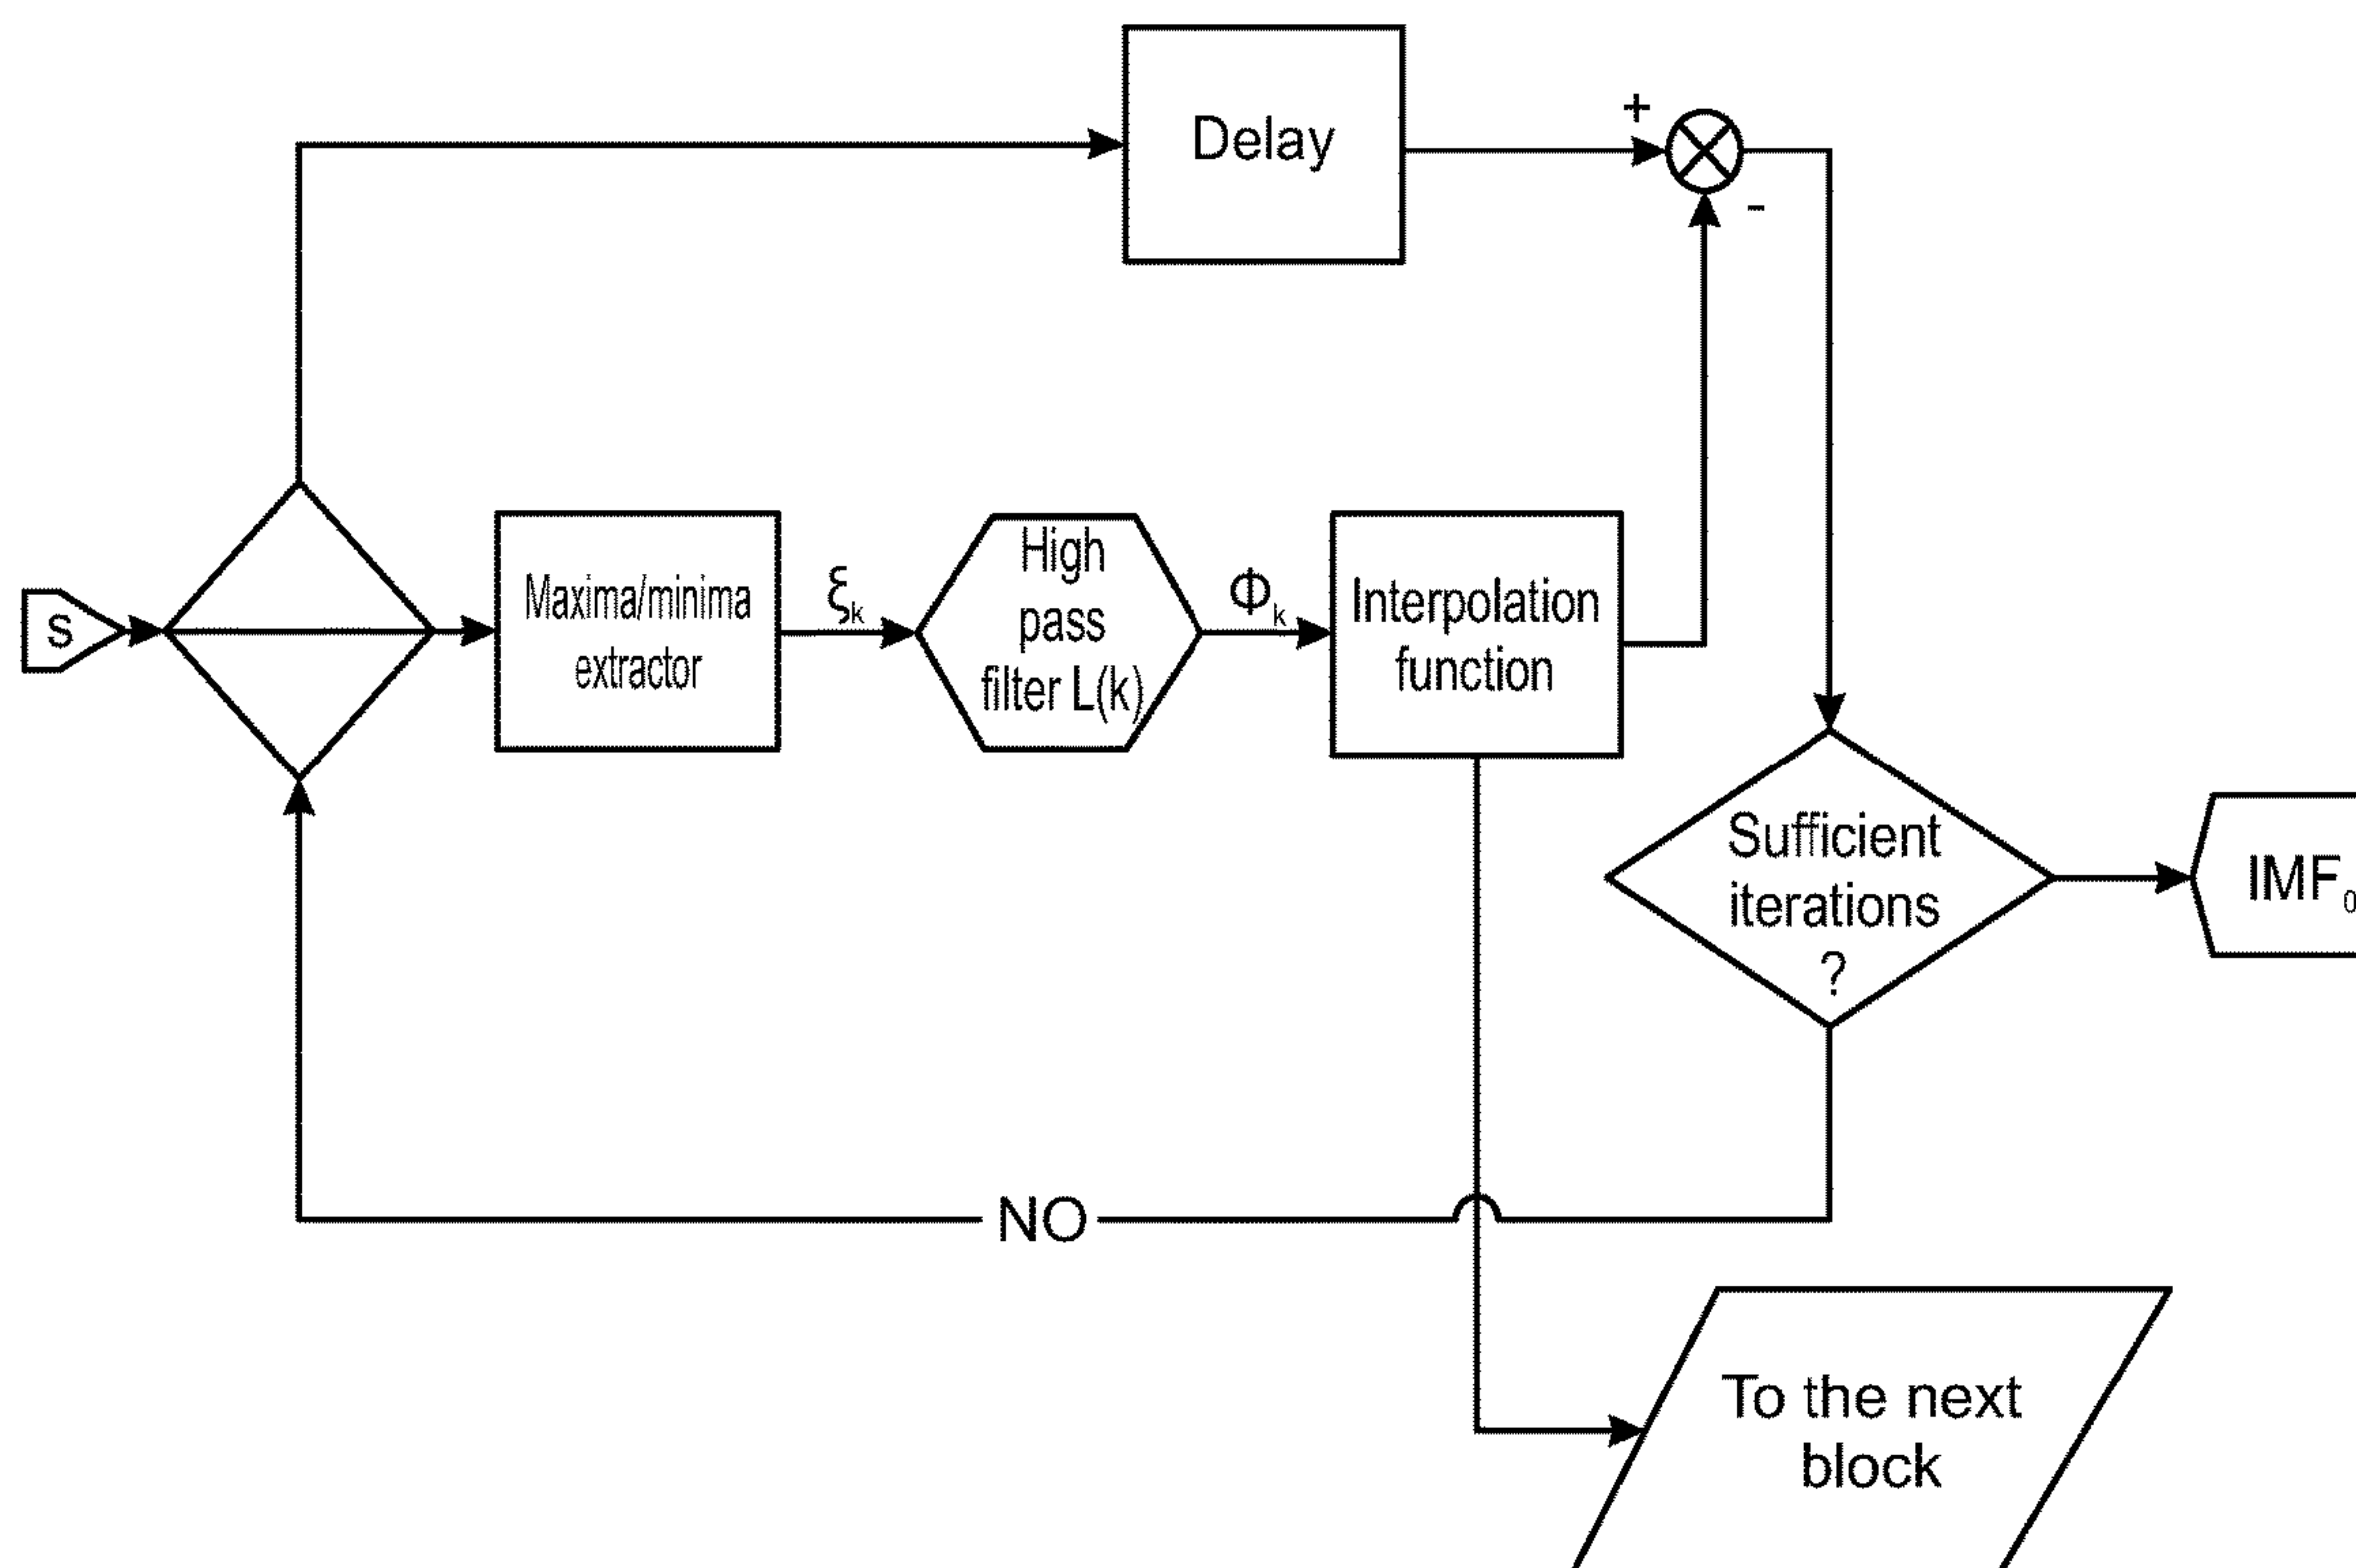 Delay
+
-
s
Maxima/minima
extractor
ξk
High
pass
filter L(k)
Φk
Interpolation
function
Sufficient
iterations
?
IMF0
NO
To the next
block